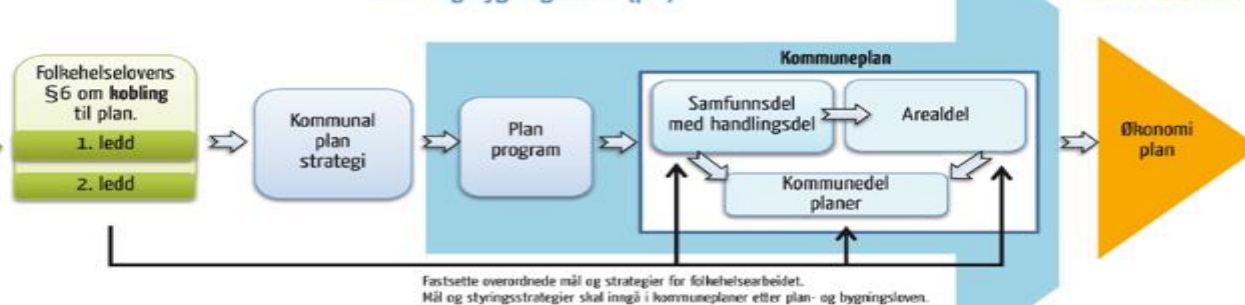 Folkehelselovens
§6 om kobling
til plan.
1. ledd
2. ledd
Kommunal
plan
strategi
Plan
program
Kommuneplan
Samfunnsdel
med handlingsdel
Arealdel
Kommunedel
planer
Økonomi
plan
Fastsette overordnede mål og strategier for folkehelsearbeidet.
Mål og styringsstrategier skal inngå i kommuneplaner etter plan- og bygningsloven.